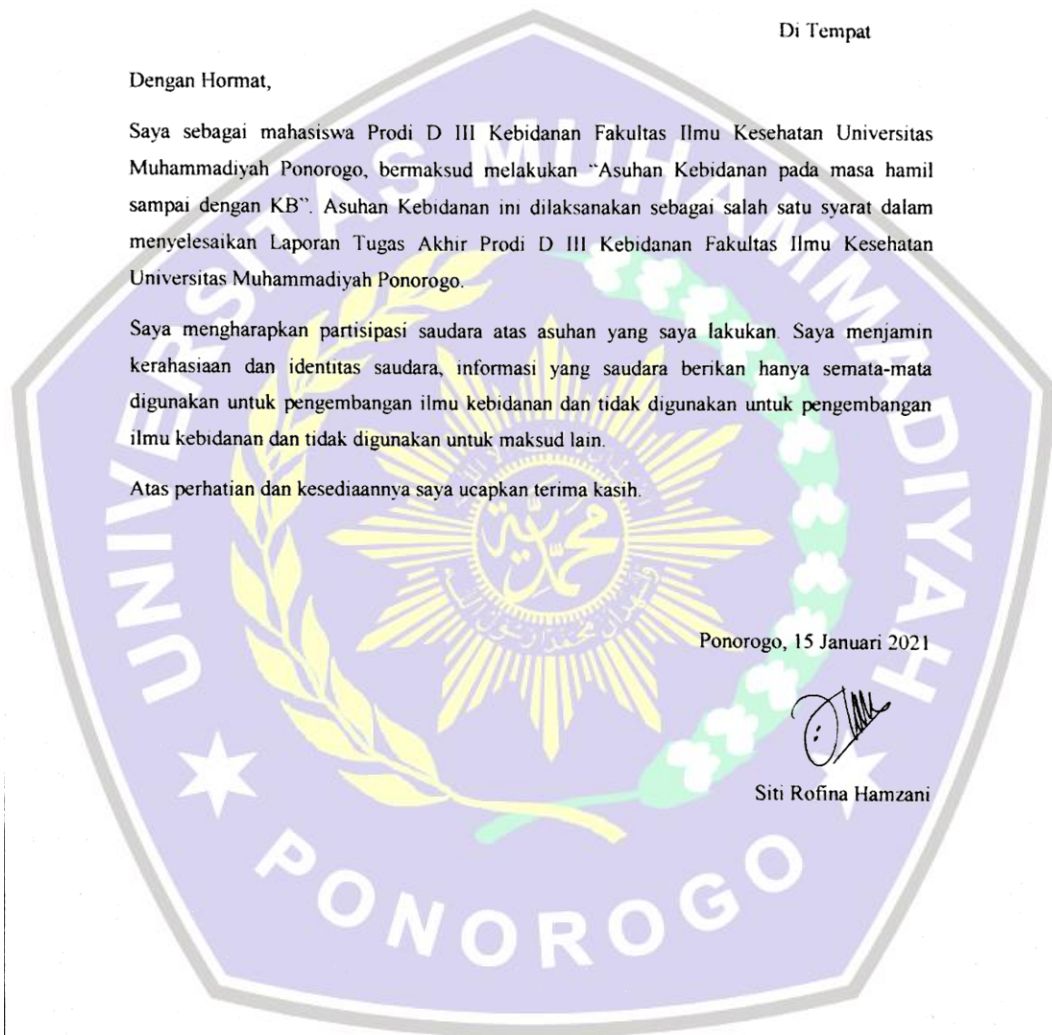 Di Tempat
Dengan Hormat,
Saya sebagai mahasiswa Prodi D III Kebidanan Fakultas Ilmu Kesehatan Universitas
Muhammadiyah Ponorogo, bermaksud melakukan “Asuhan Kebidanan pada masa hamil
sampai dengan KB”. Asuhan Kebidanan ini dilaksanakan sebagai salah satu syarat dalam
menyelesaikan Laporan Tugas Akhir Prodi D III Kebidanan Fakultas Ilmu Kesehatan
Universitas Muhammadiyah Ponorogo.
Saya mengharapkan partisipasi saudara atas asuhan yang saya lakukan. Saya menjamin
kerahasiaan dan identitas saudara, informasi yang saudara berikan hanya semata-mata
digunakan untuk pengembangan ilmu kebidanan dan tidak digunakan untuk pengembangan
ilmu kebidanan dan tidak digunakan untuk maksud lain.
Atas perhatian dan kesediaannya saya ucapkan terima kasih.
Ponorogo, 15 Januari 2021
Siti Rofina Hamzani
UNIVERSITAS MUHAMMADIYAH
PONOROGO
محمدية